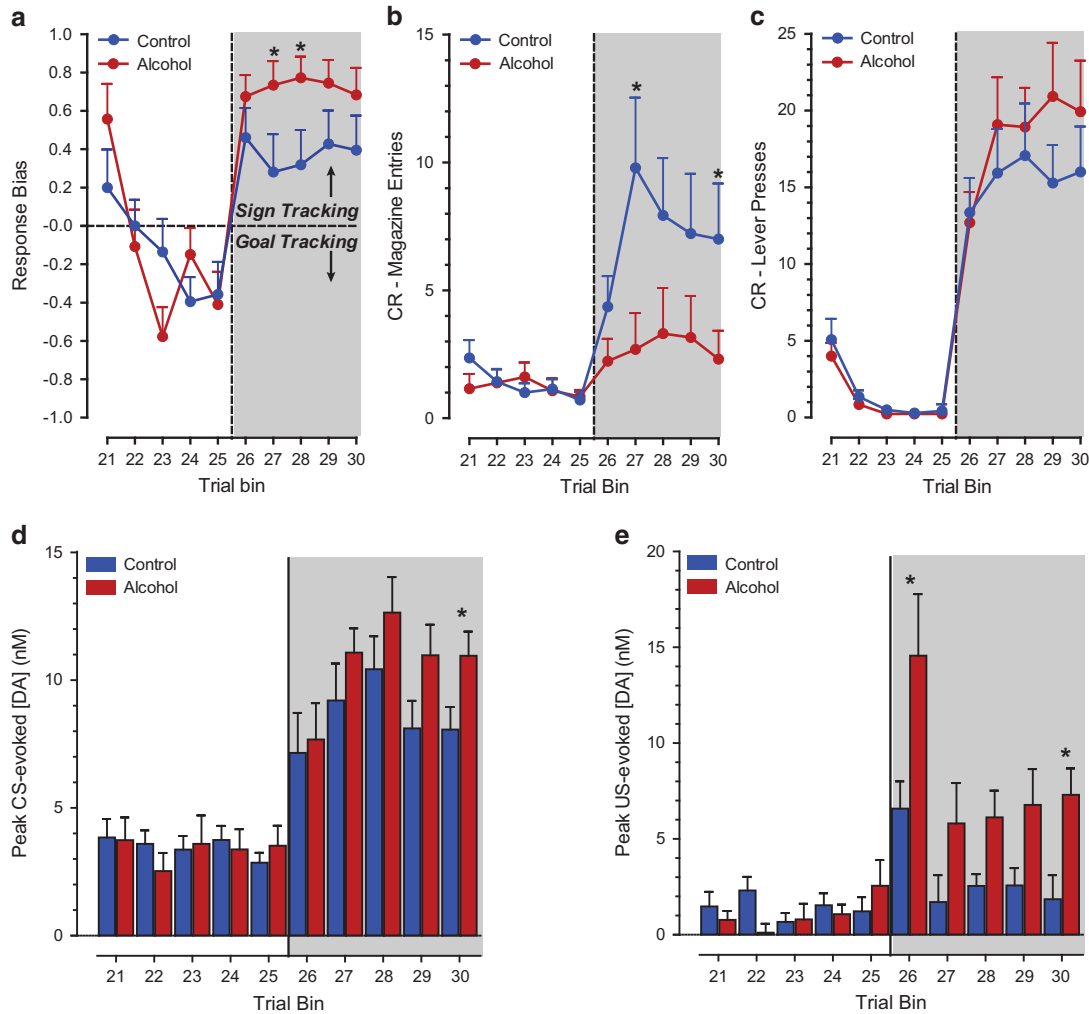 a
Control
Alcohol
Response Bias
1.0
0.8
0.6
0.4
0.2
-0.0
-0.2
-0.4
-0.6
-0.8
-1.0
* *
Sign Tracking
Goal Tracking
21 22 23 24 25 26 27 28 29 30
Trial bin
b
Control
Alcohol
CR - Magazine Entries
15
10
5
0
*
*
21 22 23 24 25 26 27 28 29 30
Trial Bin
c
Control
Alcohol
CR - Lever Presses
25
20
15
10
5
0
21 22 23 24 25 26 27 28 29 30
Trial Bin
d
Control
Alcohol
Peak CS-evoked [DA] (nM)
15
10
5
0
*
21 22 23 24 25 26 27 28 29 30
Trial Bin
e
Control
Alcohol
Peak US-evoked [DA] (nM)
20
15
10
5
0
*
*
21 22 23 24 25 26 27 28 29 30
Trial Bin